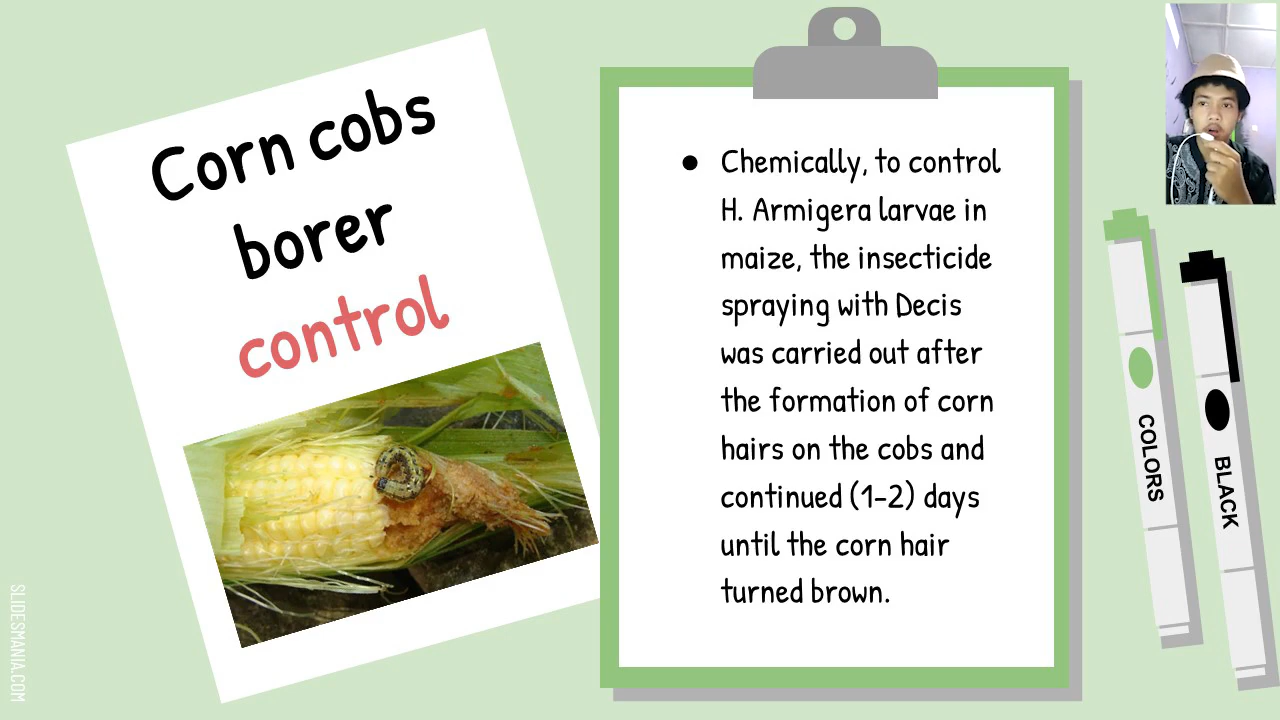 Corn cobs
borer
control
● Chemically, to control
H. Armigera larvae in
maize, the insecticide
spraying with Decis
was carried out after
the formation of corn
hairs on the cobs and
continued (1-2) days
until the corn hair
turned brown.
COLORS
BLACK
SLIDESMANIA.COM